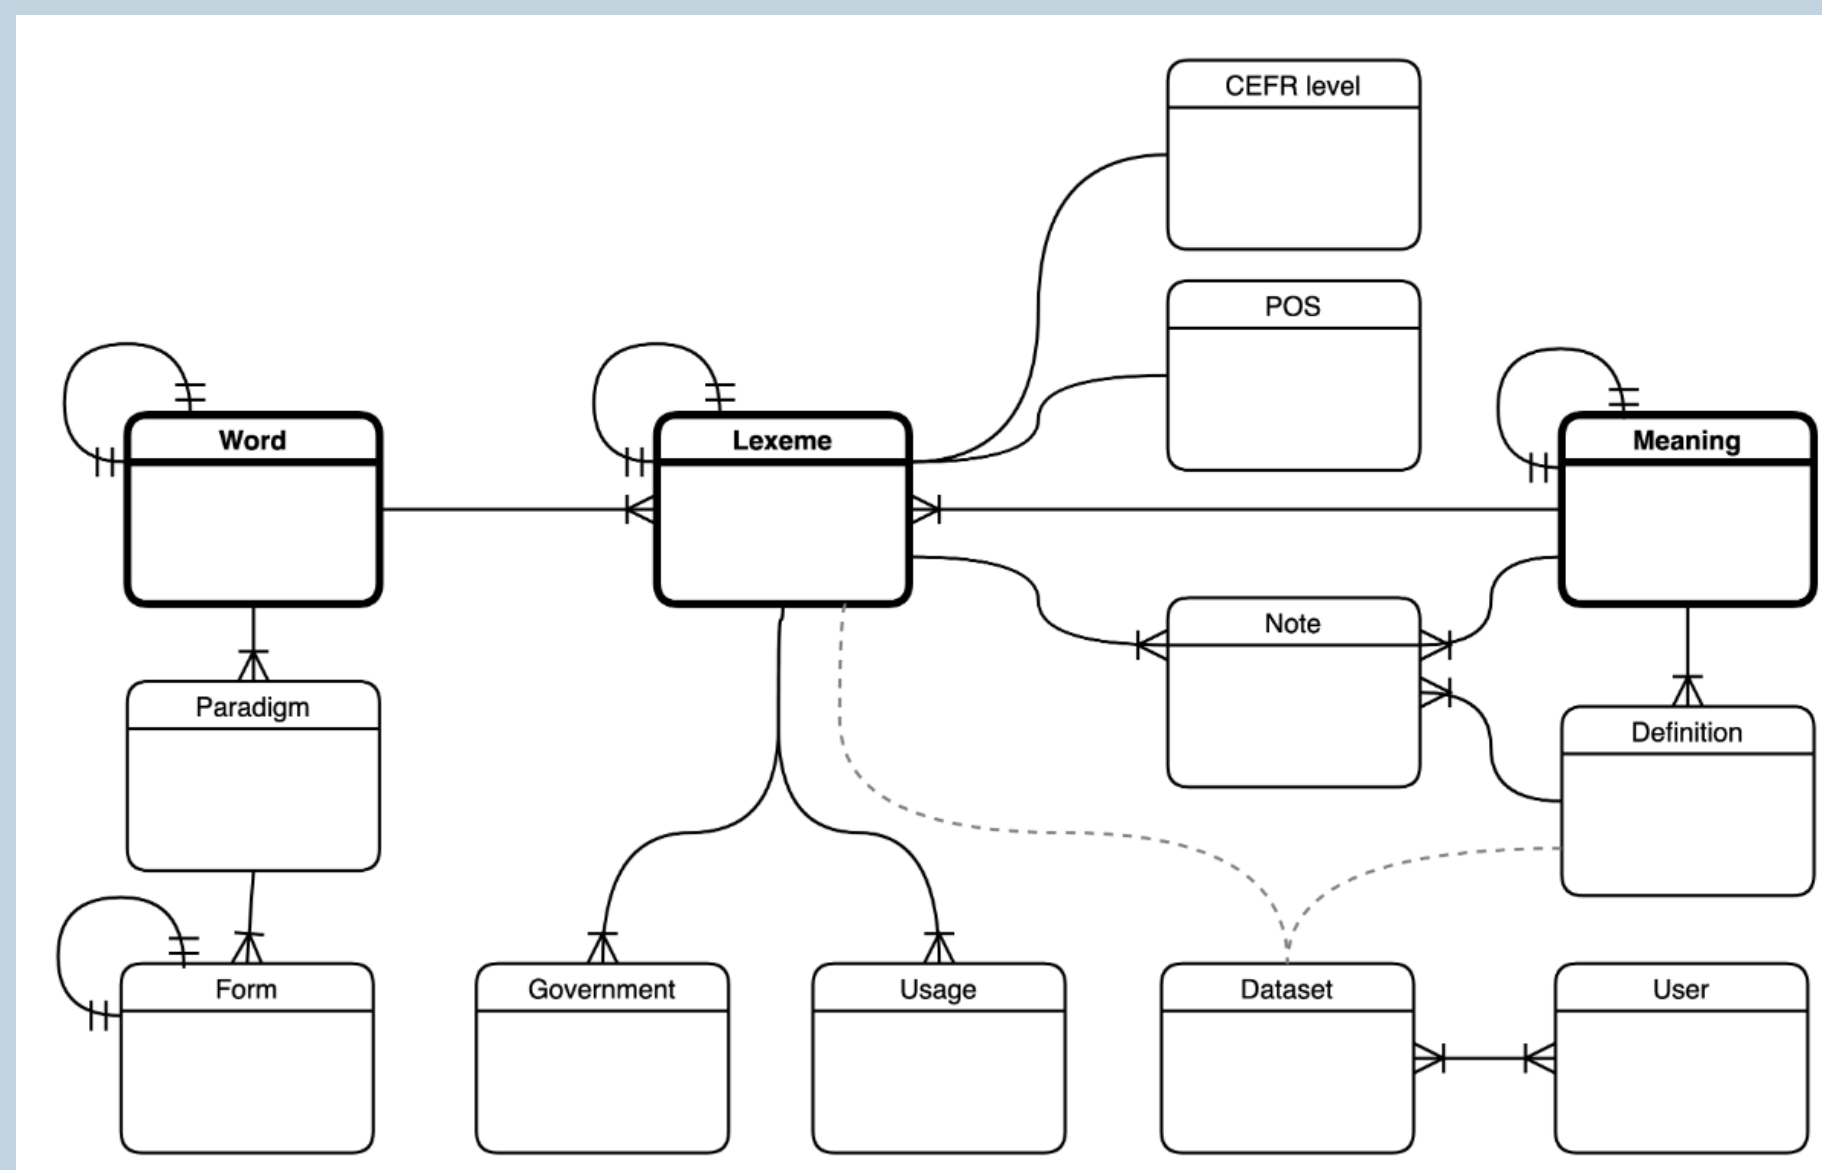 CEFR level
POS
Word
Lexeme
Meaning
Note
Paradigm
Definition
Form
Government
Usage
Dataset
User